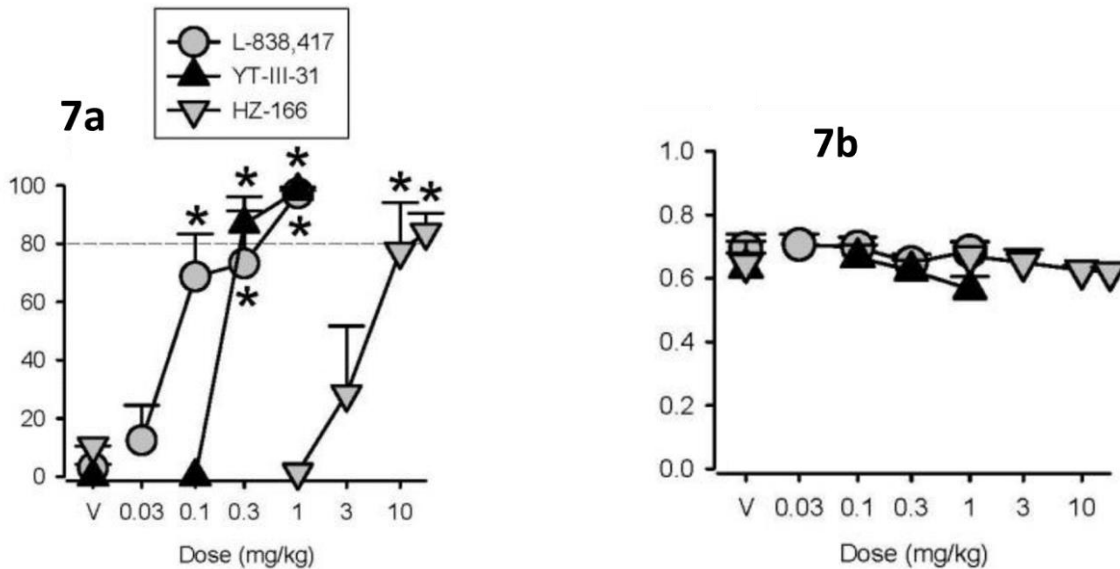 L-838,417
YT-III-31
HZ-166
7a
100
80
60
40
20
0
V 0.03 0.1 0.3 1 3 10
Dose (mg/kg)
* * * * * * *
7b
1.0
0.8
0.6
0.4
0.2
0.0
V 0.03 0.1 0.3 1 3 10
Dose (mg/kg)